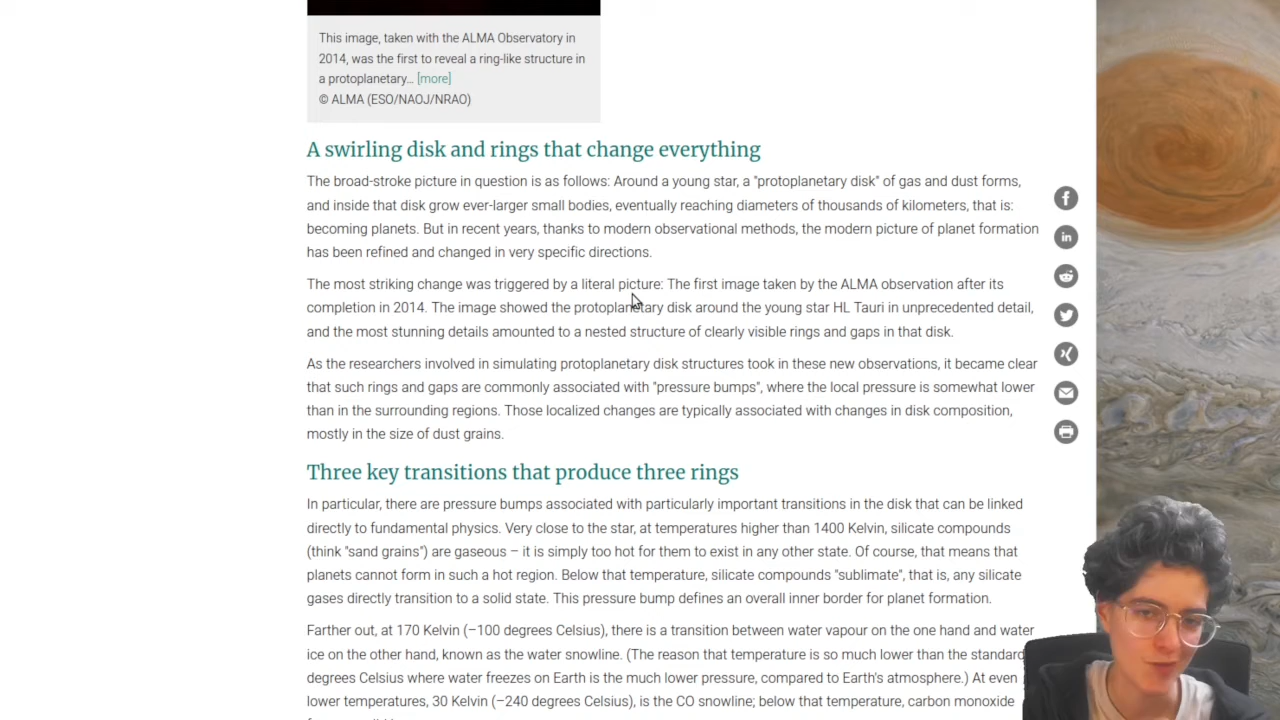 This image, taken with the ALMA Observatory in
2014, was the first to reveal a ring-like structure in
a protoplanetary... [more]
© ALMA (ESO/NAOJ/NRAO)
A swirling disk and rings that change everything
The broad-stroke picture in question is as follows: Around a young star, a "protoplanetary disk" of gas and dust forms,
and inside that disk grow ever-larger small bodies, eventually reaching diameters of thousands of kilometers, that is:
becoming planets. But in recent years, thanks to modern observational methods, the modern picture of planet formation
has been refined and changed in very specific directions.
The most striking change was triggered by a literal picture: The first image taken by the ALMA observation after its
completion in 2014. The image showed the protoplanetary disk around the young star HL Tauri in unprecedented detail,
and the most stunning details amounted to a nested structure of clearly visible rings and gaps in that disk.
As the researchers involved in simulating protoplanetary disk structures took in these new observations, it became clear
that such rings and gaps are commonly associated with "pressure bumps", where the local pressure is somewhat lower
than in the surrounding regions. Those localized changes are typically associated with changes in disk composition,
mostly in the size of dust grains.
Three key transitions that produce three rings
In particular, there are pressure bumps associated with particularly important transitions in the disk that can be linked
directly to fundamental physics. Very close to the star, at temperatures higher than 1400 Kelvin, silicate compounds
(think "sand grains") are gaseous – it is simply too hot for them to exist in any other state. Of course, that means that
planets cannot form in such a hot region. Below that temperature, silicate compounds "sublimate", that is, any silicate
gases directly transition to a solid state. This pressure bump defines an overall inner border for planet formation.
Farther out, at 170 Kelvin (–100 degrees Celsius), there is a transition between water vapour on the one hand and water
ice on the other hand, known as the water snowline. (The reason that temperature is so much lower than the standard
degrees Celsius where water freezes on Earth is the much lower pressure, compared to Earth's atmosphere.) At even
lower temperatures, 30 Kelvin (–240 degrees Celsius), is the CO snowline; below that temperature, carbon monoxide